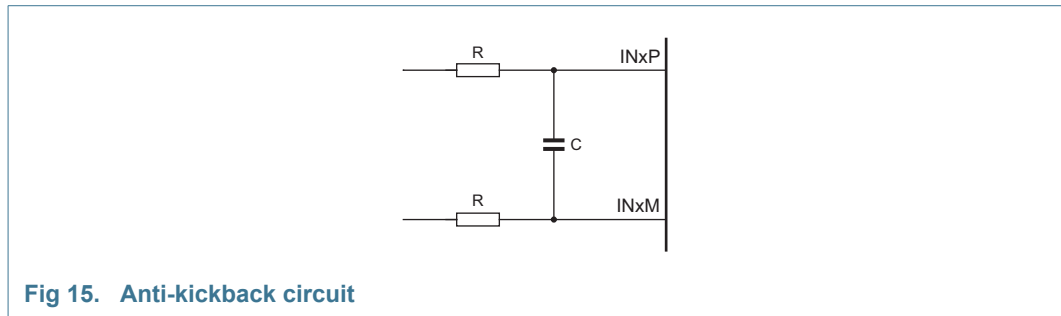 R
INxP
C
R
INxM
Fig 15. Anti-kickback circuit